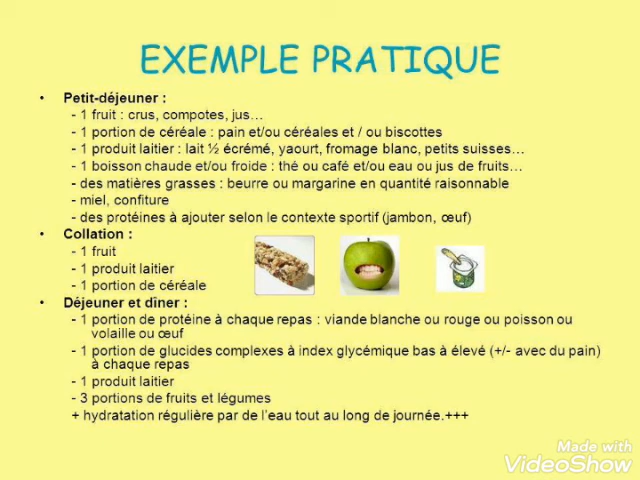 EXEMPLE PRATIQUE
• Petit-déjeuner :
- 1 fruit : crus, compotes, jus…
- 1 portion de céréale : pain et/ou céréales et / ou biscottes
- 1 produit laitier : lait ½ écrémé, yaourt, fromage blanc, petits suisses…
- 1 boisson chaude et/ou froide : thé ou café et/ou eau ou jus de fruits…
- des matières grasses : beurre ou margarine en quantité raisonnable
- miel, confiture
- des protéines à ajouter selon le contexte sportif (jambon, œuf)
• Collation :
- 1 fruit
- 1 produit laitier
- 1 portion de céréale
• Déjeuner et dîner :
- 1 portion de protéine à chaque repas : viande blanche ou rouge ou poisson ou
volaille ou œuf
- 1 portion de glucides complexes à index glycémique bas à élevé (+/- avec du pain)
à chaque repas
- 1 produit laitier
- 3 portions de fruits et légumes
+ hydratation régulière par de l'eau tout au long de journée.+++
Made with
VideoShow